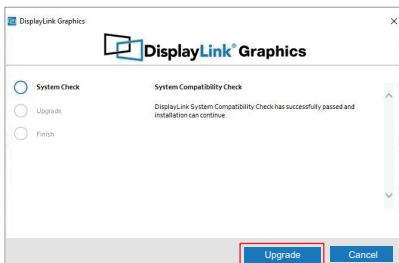 DisplayLink Graphics
DisplayLink® Graphics
System Check
System Compatibility Check
DisplayLink System Compatibility Check has successfully passed and
installation can continue.
Upgrade
Finish
Upgrade
Cancel